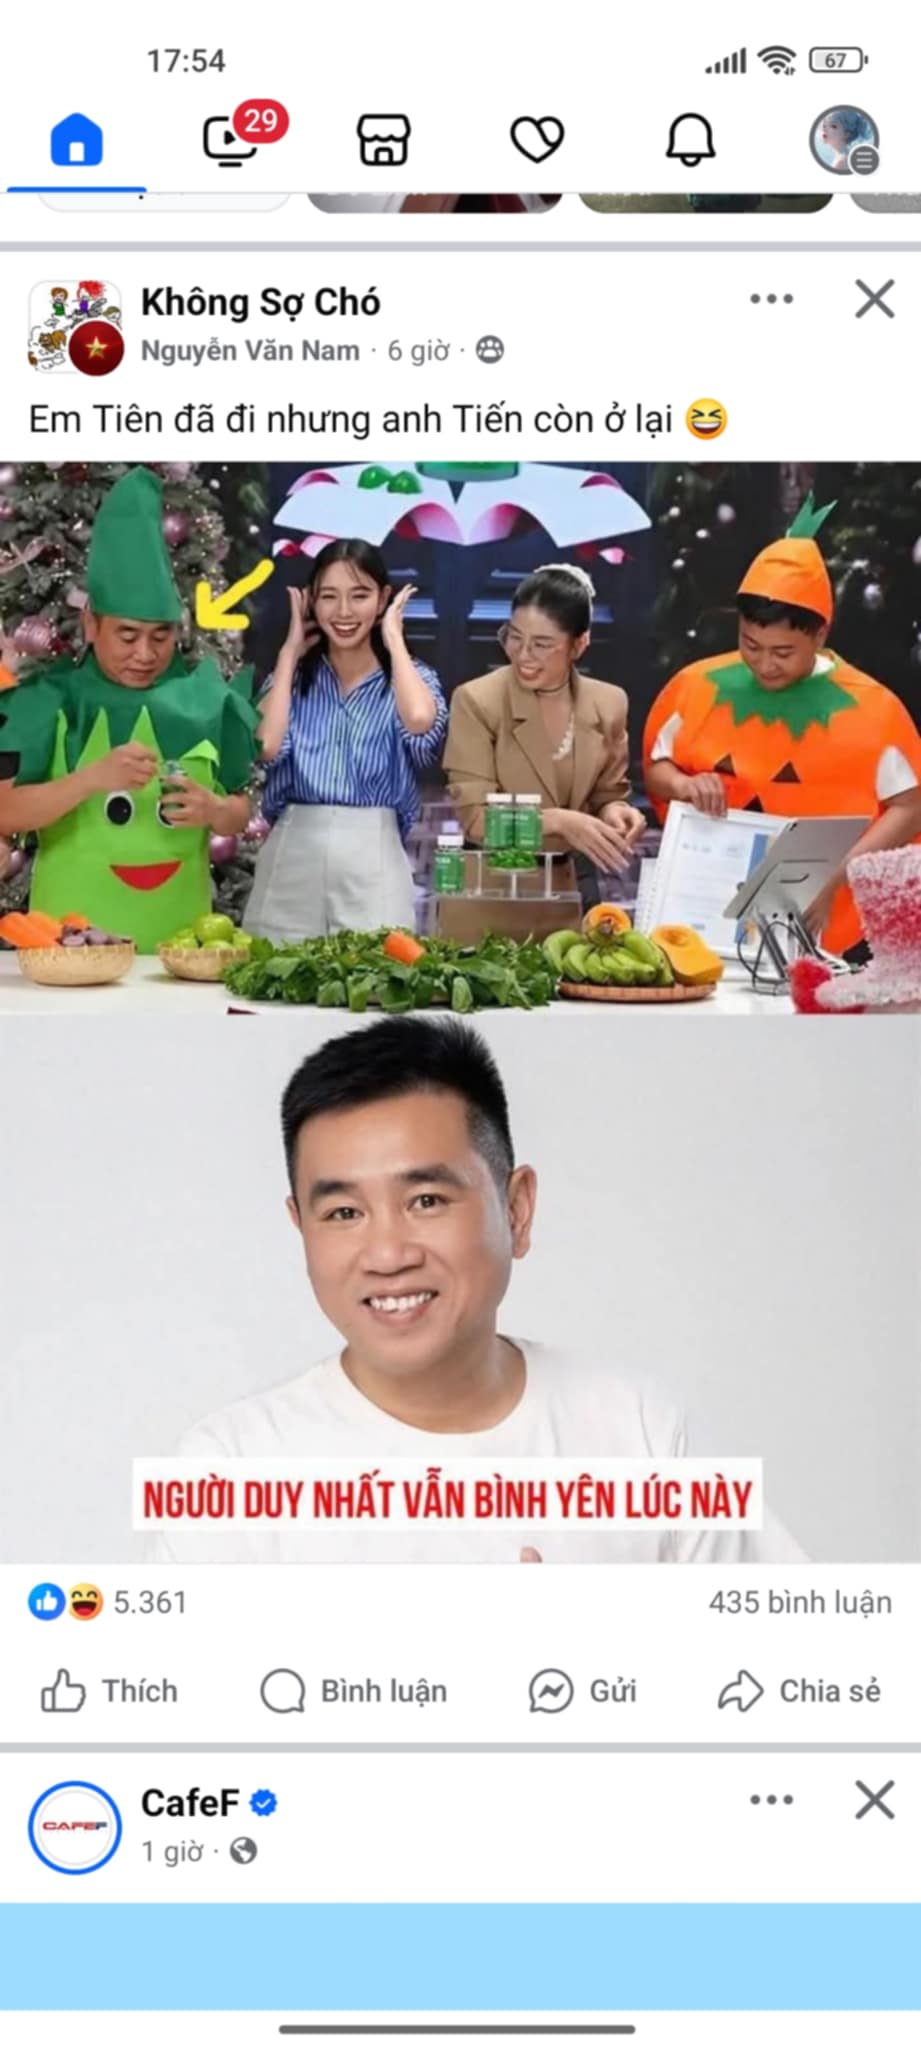 17:54
67
29
Không Sợ Chó
Nguyễn Văn Nam · 6 giờ ·
Em Tiên đã đi nhưng anh Tiến còn ở lại 😆
NGƯỜI DUY NHẤT VẪN BÌNH YÊN LÚC NÀY
5.361
435 bình luận
Thích
Bình luận
Gửi
Chia sẻ
CafeF
CAFEF
1 giờ ·